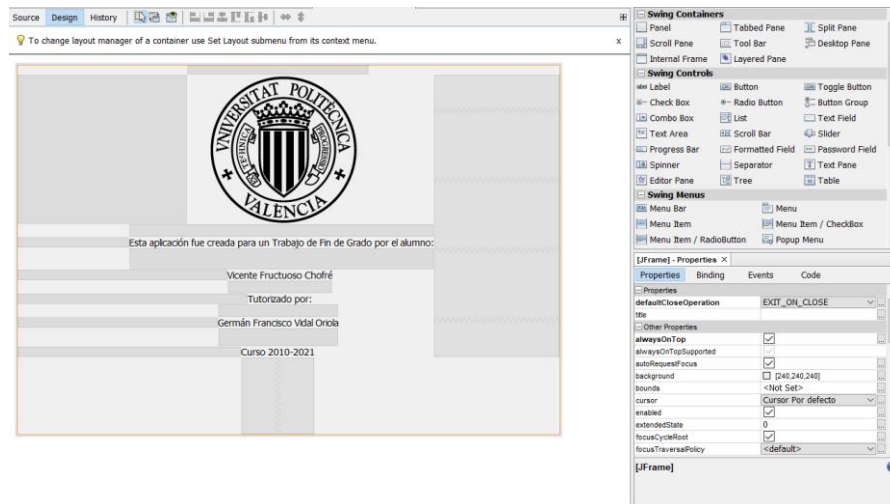 Source Design History
To change layout manager of a container use Set Layout submenu from its context menu. x
UNIVERSITAT POLITÈCNICA
TECHNICA PROGRESSIO
VALÈNCIA
Esta aplicación fue creada para un Trabajo de Fin de Grado por el alumno:
Vicente Fructuoso Chofré
Tutorizado por:
Germán Francisco Vidal Oriola
Curso 2010-2021
Swing Containers
Panel Tabbed Pane Split Pane
Scroll Pane Tool Bar Desktop Pane
Internal Frame Layered Pane
Swing Controls
label Label OK Button ON Toggle Button
Check Box Radio Button Button Group
Combo Box List Text Field
Text Area Scroll Bar Slider
Progress Bar Formatted Field Password Field
Spinner Separator Text Pane
Editor Pane Tree Table
Swing Menus
Menu Bar Menu
Menu Item Menu Item / CheckBox
Menu Item / RadioButton Popup Menu
[JFrame] - Properties ×
Properties Binding Events Code
Properties
defaultCloseOperation EXIT_ON_CLOSE ...
title ...
Other Properties
alwaysOnTop ...
alwaysOnTopSupported ...
autoRequestFocus ...
background [240,240,240] ...
bounds <Not Set> ...
cursor Cursor Por defecto ...
enabled ...
extendedState 0 ...
focusCycleRoot ...
focusTraversalPolicy <default> ...
[JFrame]